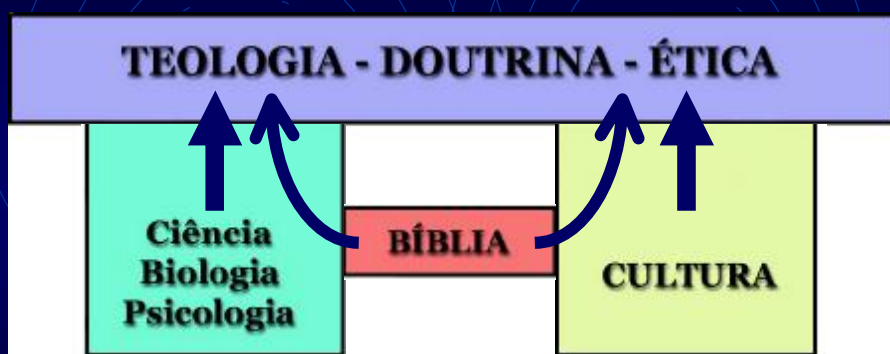 TEOLOGIA - DOUTRINA - ÉTICA
Ciência
Biologia
Psicologia
BÍBLIA
CULTURA